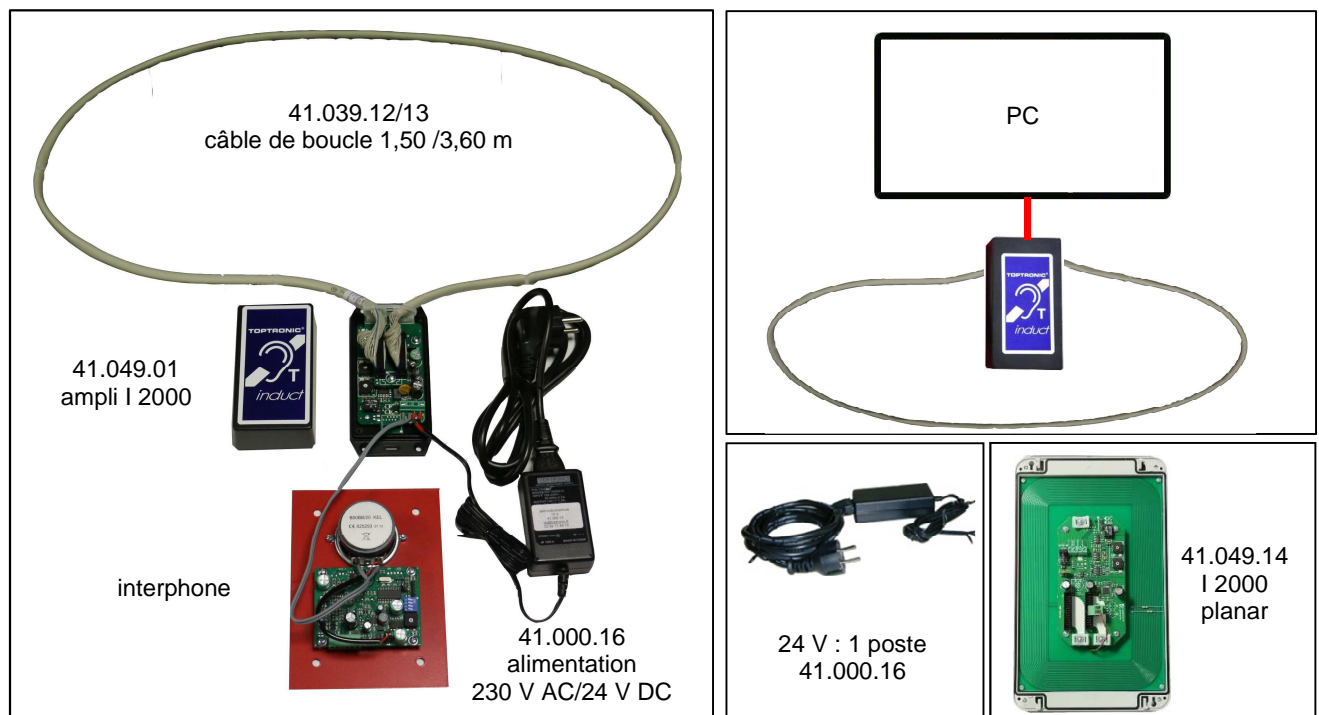 41.039.12/13
câble de boucle 1,50 /3,60 m
TOPTRONIC®
T
induct
41.049.01
ampli I 2000
interphone
41.000.16
alimentation
230 V AC/24 V DC
PC
TOPTRONIC®
T
induct
24 V : 1 poste
41.000.16
41.049.14
I 2000
planar